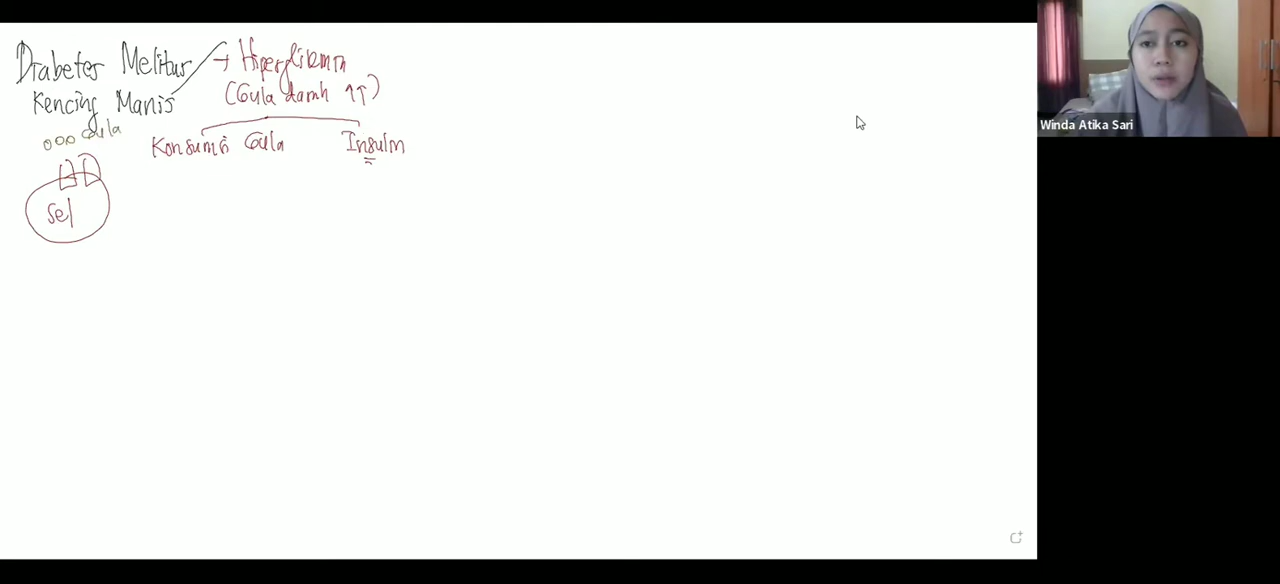 Diabetes Melitus → Hiperglikemia
Kencing Manis (Gula darah ↑↑)
Gula
Konsumsi Gula Insulin
Sel
Winda Atika Sari